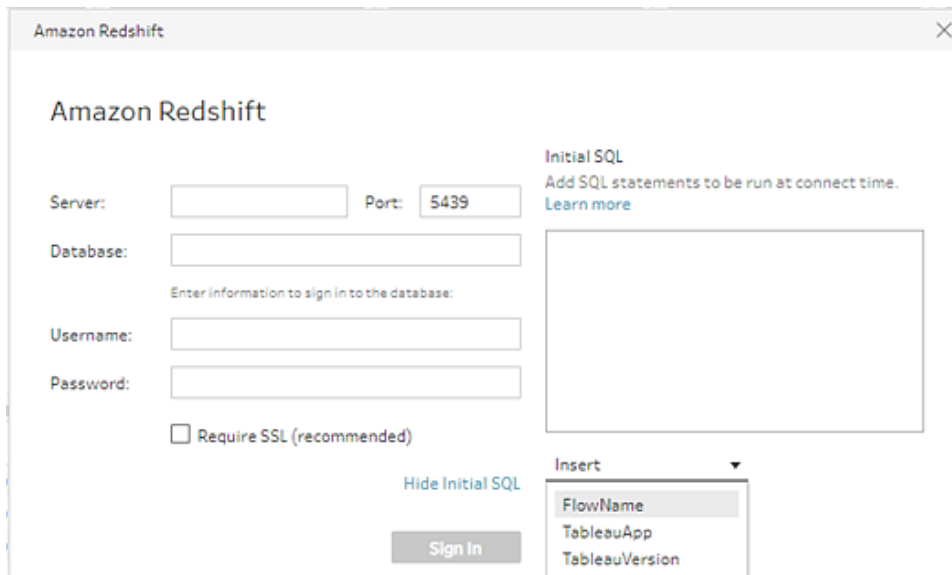 Amazon Redshift
Amazon Redshift
Server:
Port: 5439
Database:
Enter information to sign in to the database:
Username:
Password:
Require SSL (recommended)
Hide Initial SQL
Sign In
Initial SQL
Add SQL statements to be run at connect time.
Learn more
Insert
FlowName
TableauApp
TableauVersion